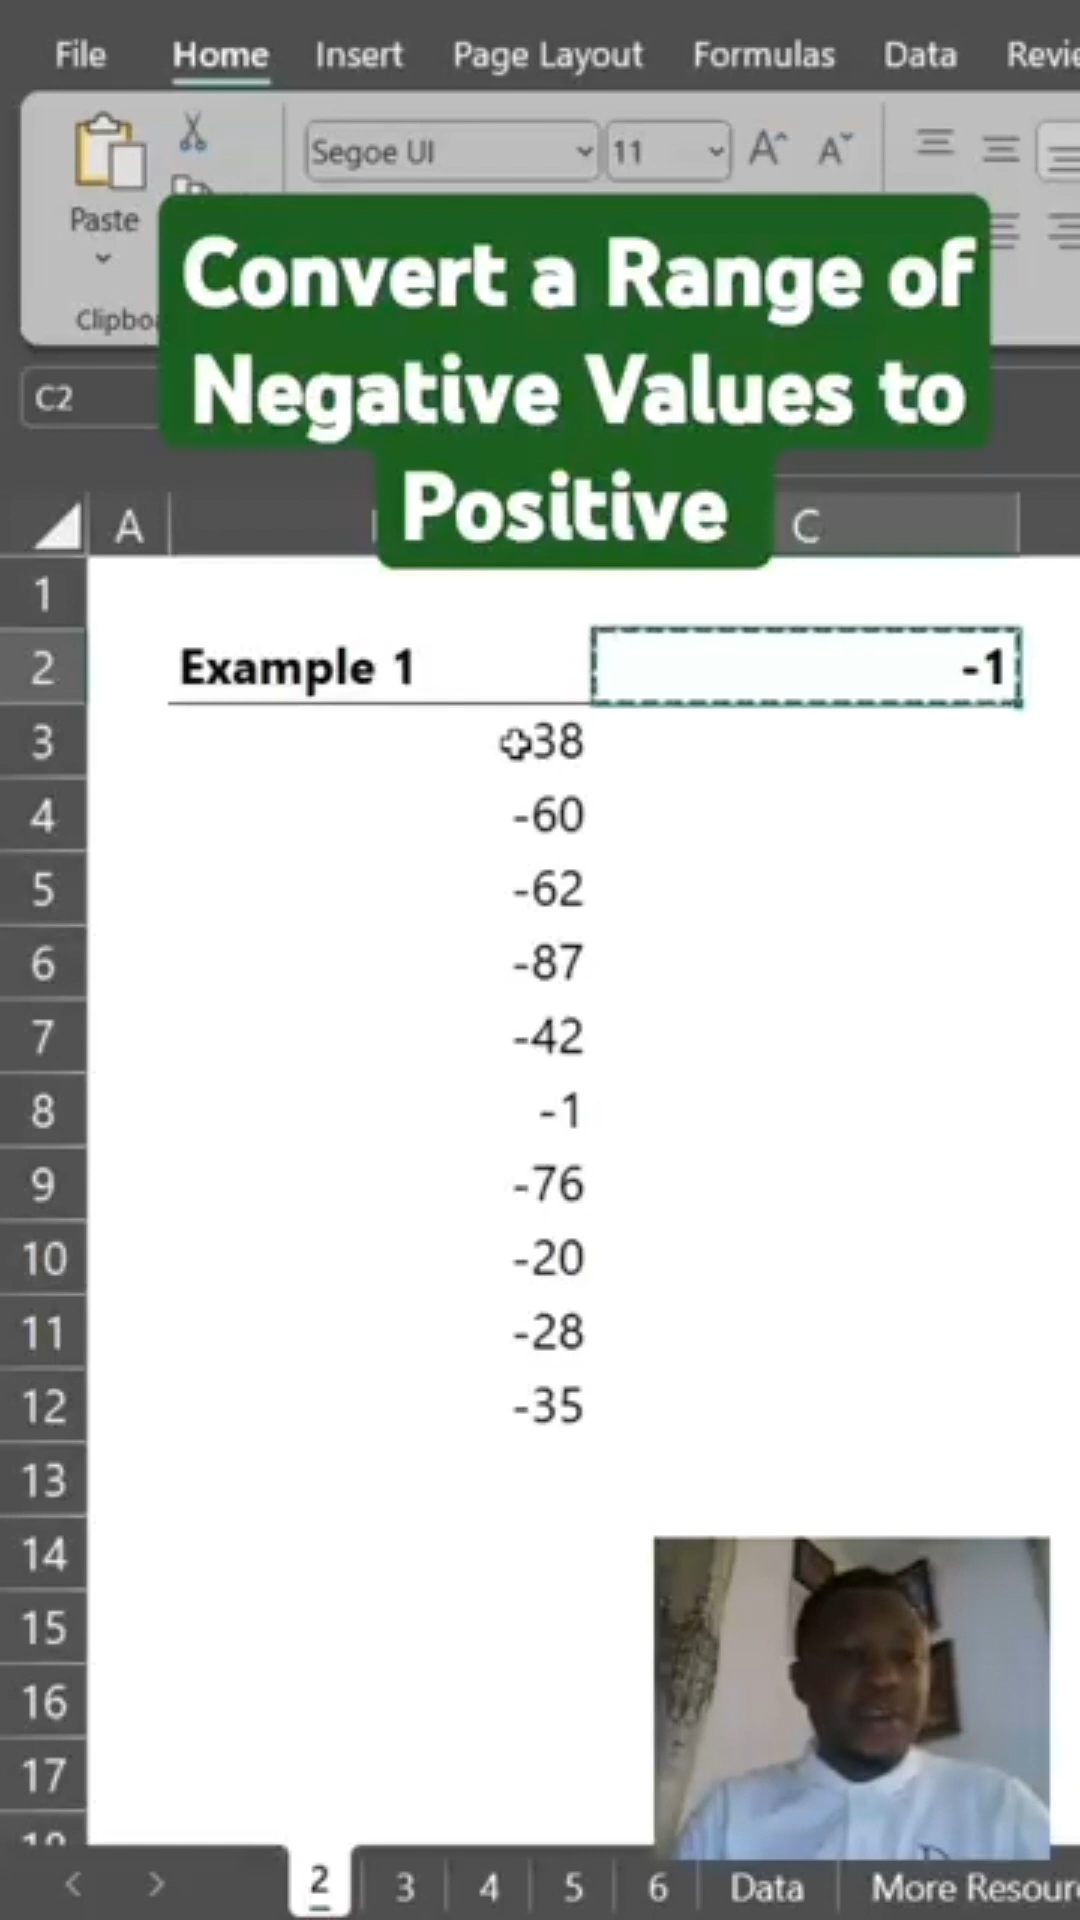 File Home Insert Page Layout Formulas Data
Segoe UI 11 A A
Paste
Convert a Range of
Negative Values to
Positive
C2
A C
1
2 Example 1 -1
3 38
4 -60
5 -62
6 -87
7 -42
8 -1
9 -76
10 -20
11 -28
12 -35
13
14
15
16
17
2 3 4 5 6 Data More